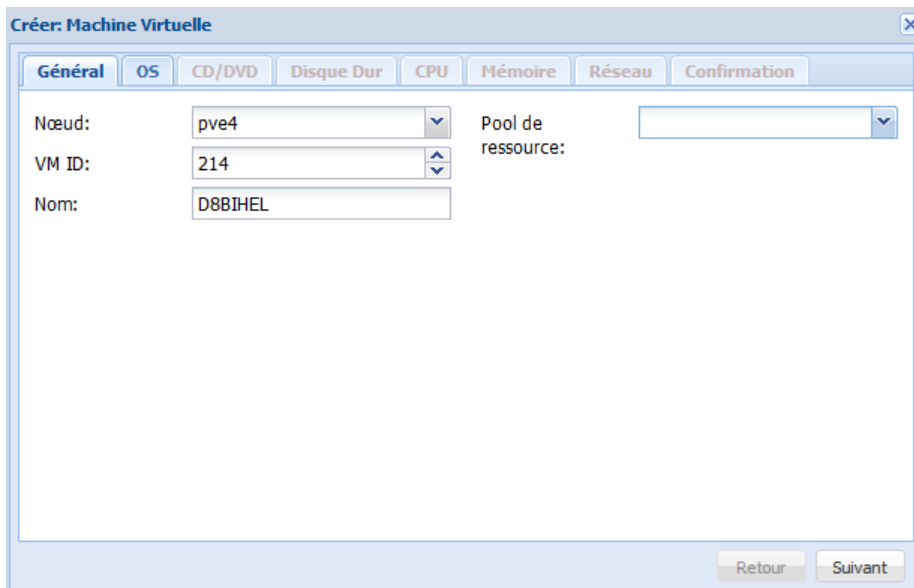 Créer: Machine Virtuelle
Général OS CD/DVD Disque Dur CPU Mémoire Réseau Confirmation
Nœud: pve4 Pool de ressource:
VM ID: 214
Nom: D8BIHEL
Retour Suivant